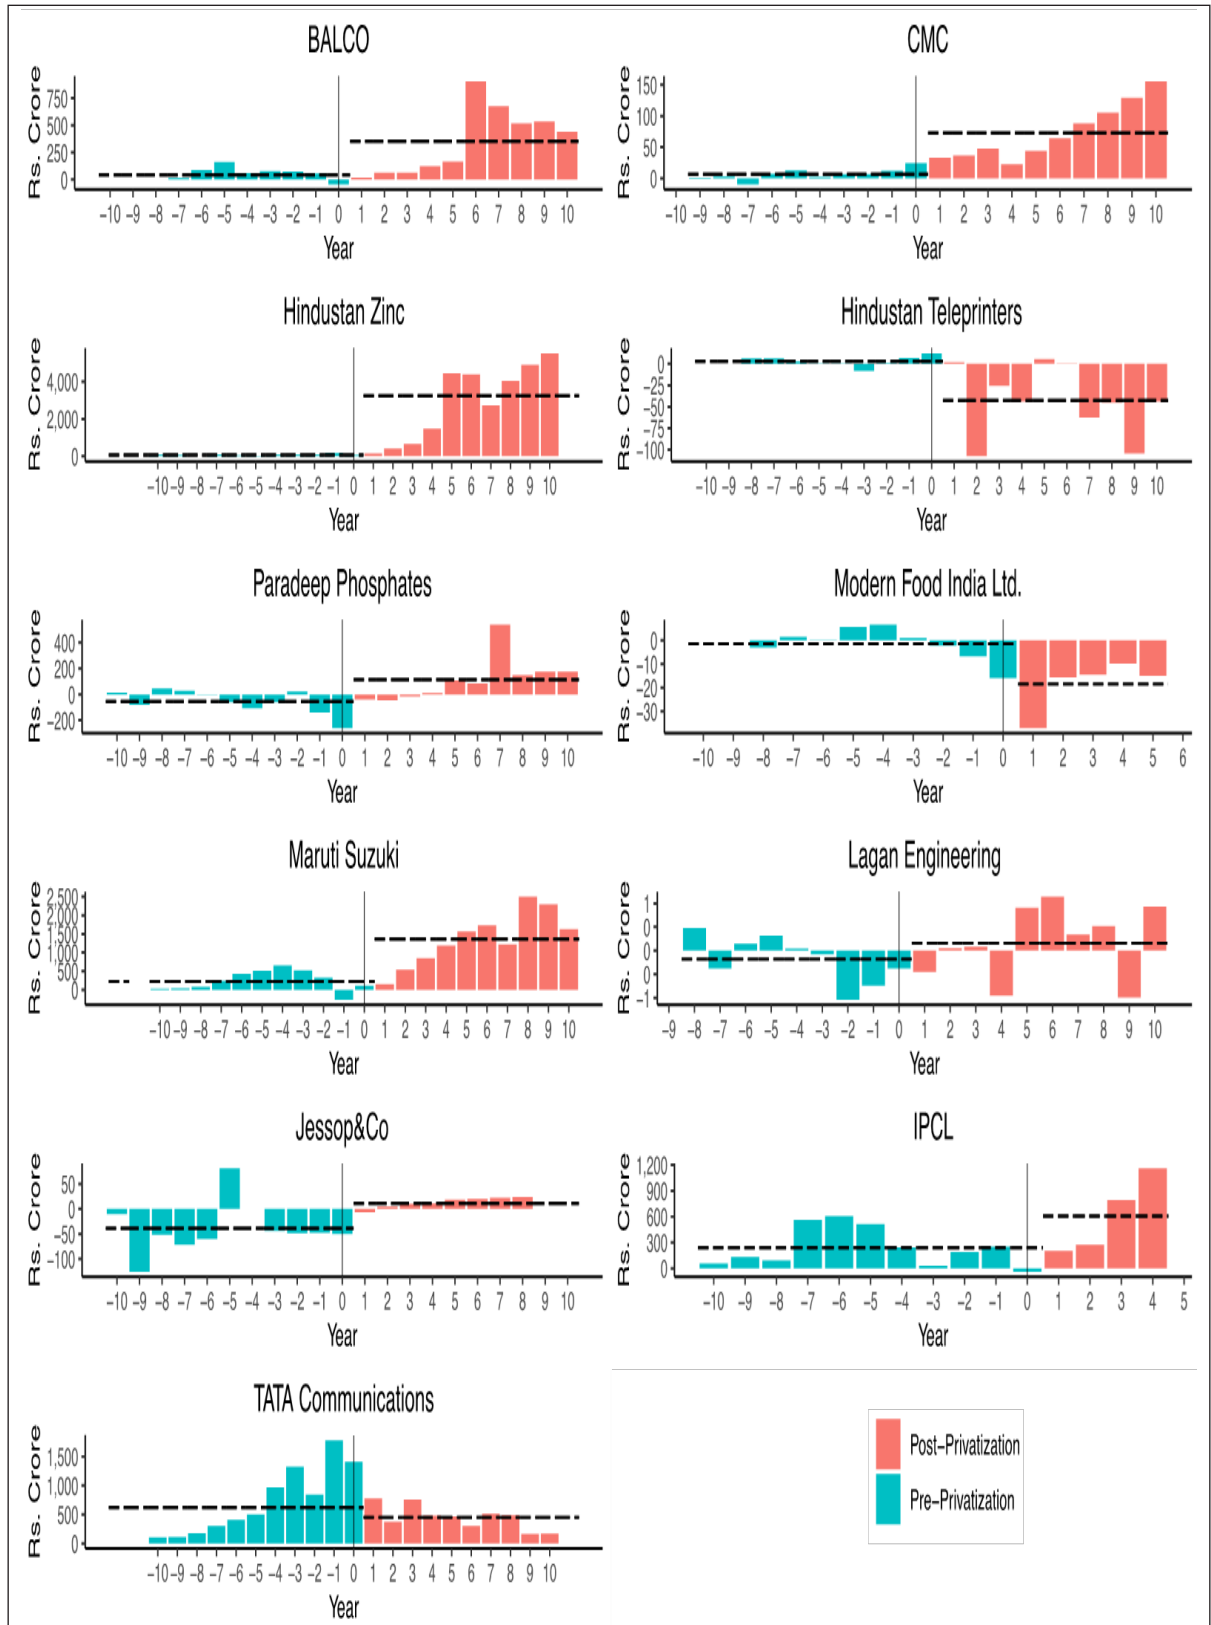 BALCO
Rs. Crore
750
500
250
0
−10 −9 −8 −7 −6 −5 −4 −3 −2 −1 0 1 2 3 4 5 6 7 8 9 10
Year
CMC
Rs. Crore
150
100
50
0
−10 −9 −8 −7 −6 −5 −4 −3 −2 −1 0 1 2 3 4 5 6 7 8 9 10
Year
Hindustan Zinc
Rs. Crore
4,000
2,000
0
−10 −9 −8 −7 −6 −5 −4 −3 −2 −1 0 1 2 3 4 5 6 7 8 9 10
Year
Hindustan Teleprinters
Rs. Crore
0
−25
−50
−75
−100
−10 −9 −8 −7 −6 −5 −4 −3 −2 −1 0 1 2 3 4 5 6 7 8 9 10
Year
Paradeep Phosphates
Rs. Crore
400
200
0
−200
−10 −9 −8 −7 −6 −5 −4 −3 −2 −1 0 1 2 3 4 5 6 7 8 9 10
Year
Modern Food India Ltd.
Rs. Crore
0
−10
−20
−30
−10 −9 −8 −7 −6 −5 −4 −3 −2 −1 0 1 2 3 4 5 6
Year
Maruti Suzuki
Rs. Crore
2,500
2,000
1,500
1,000
500
0
−10 −9 −8 −7 −6 −5 −4 −3 −2 −1 0 1 2 3 4 5 6 7 8 9 10
Year
Lagan Engineering
Rs. Crore
1
0
0
0
−1
−9 −8 −7 −6 −5 −4 −3 −2 −1 0 1 2 3 4 5 6 7 8 9 10
Year
Jessop&Co
Rs. Crore
50
0
−50
−100
−10 −9 −8 −7 −6 −5 −4 −3 −2 −1 0 1 2 3 4 5 6 7 8 9 10
Year
IPCL
Rs. Crore
1,200
900
600
300
0
−10 −9 −8 −7 −6 −5 −4 −3 −2 −1 0 1 2 3 4 5
Year
TATA Communications
Rs. Crore
1,500
1,000
500
0
−10 −9 −8 −7 −6 −5 −4 −3 −2 −1 0 1 2 3 4 5 6 7 8 9 10
Year
Post−Privatization
Pre−Privatization